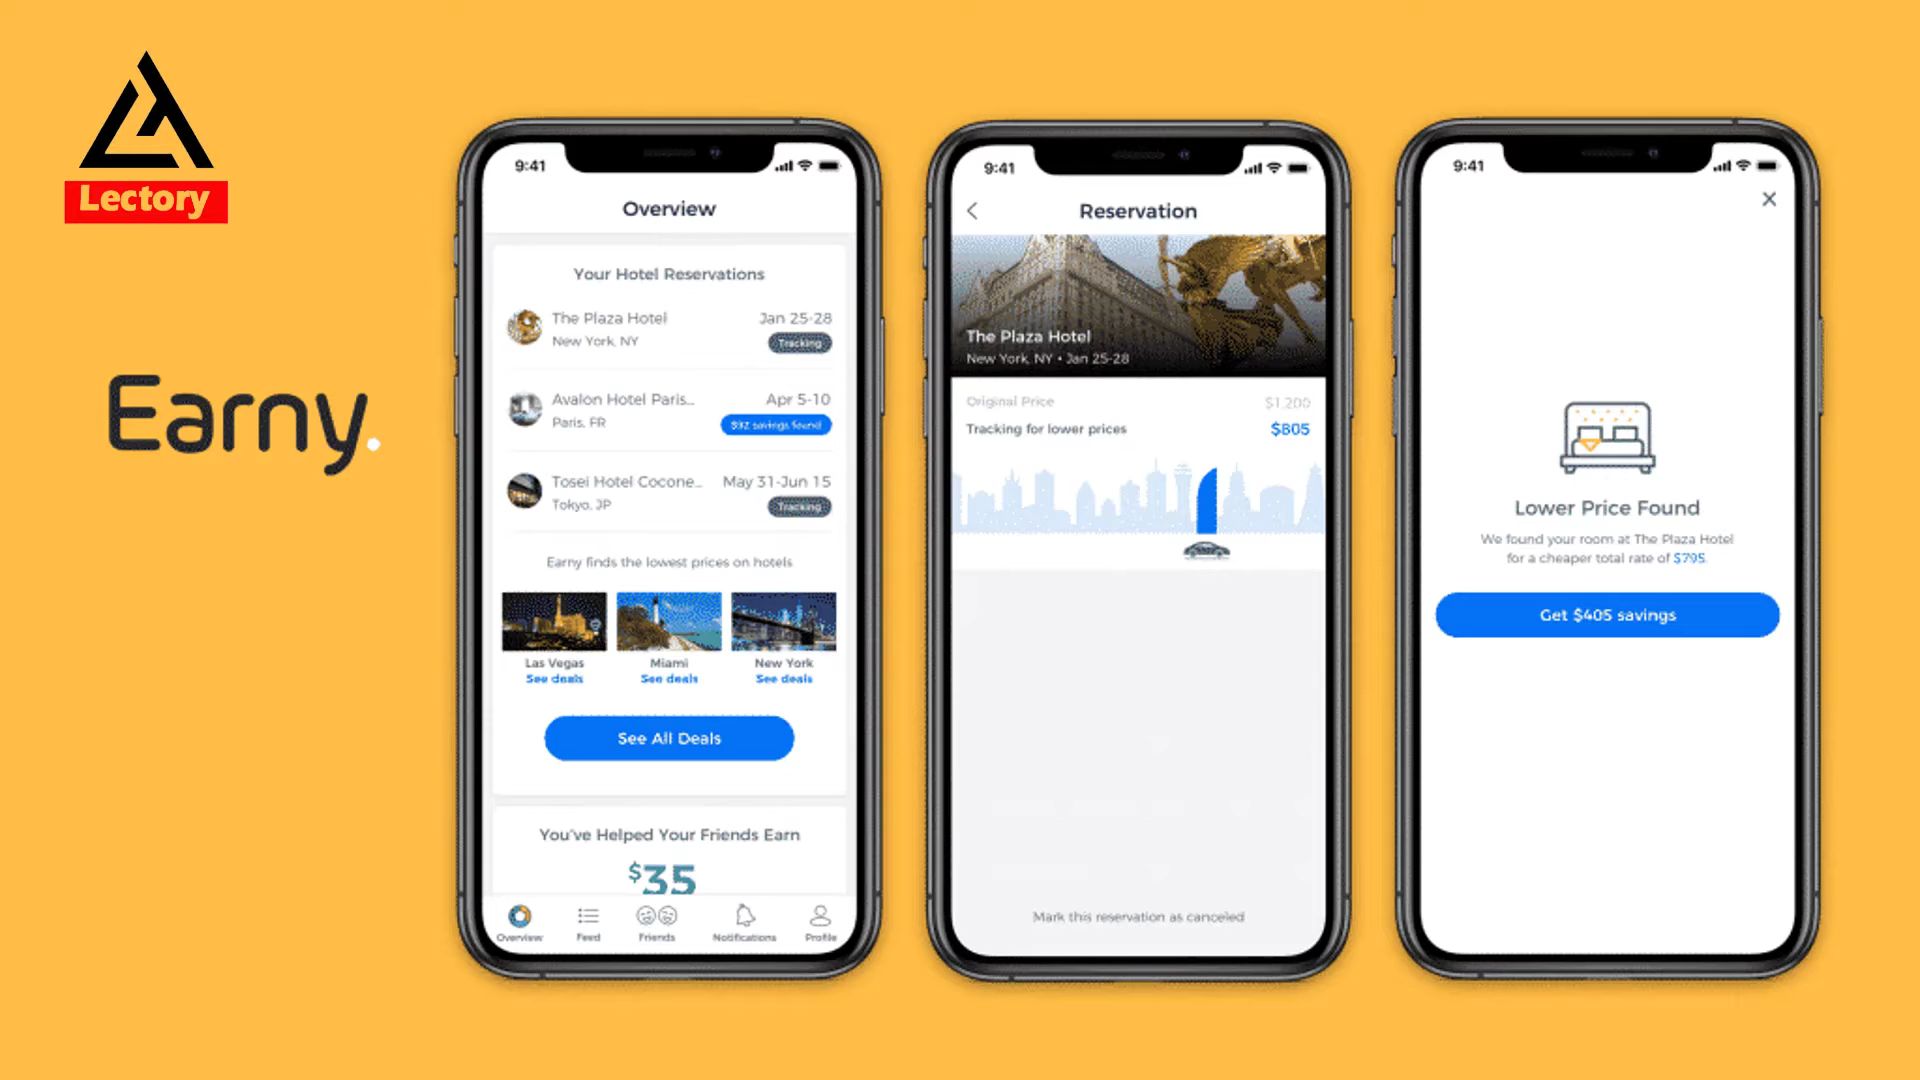 Lectory
Earny.
9:41
Overview
Your Hotel Reservations
The Plaza Hotel
Jan 25-28
New York, NY
Tracking
Avalon Hotel Paris...
Apr 5-10
Paris, FR
$92 savings found
Tosei Hotel Cocone...
May 31-Jun 15
Tokyo, JP
Tracking
Earny finds the lowest prices on hotels
Las Vegas
See deals
Miami
See deals
New York
See deals
See All Deals
You've Helped Your Friends Earn
$35
Overview
Feed
Friends
Notifications
Profile
9:41
Reservation
The Plaza Hotel
New York, NY • Jan 25-28
Original Price
$1,200
Tracking for lower prices
$805
Mark this reservation as canceled
9:41
Lower Price Found
We found your room at The Plaza Hotel
for a cheaper total rate of $795.
Get $405 savings